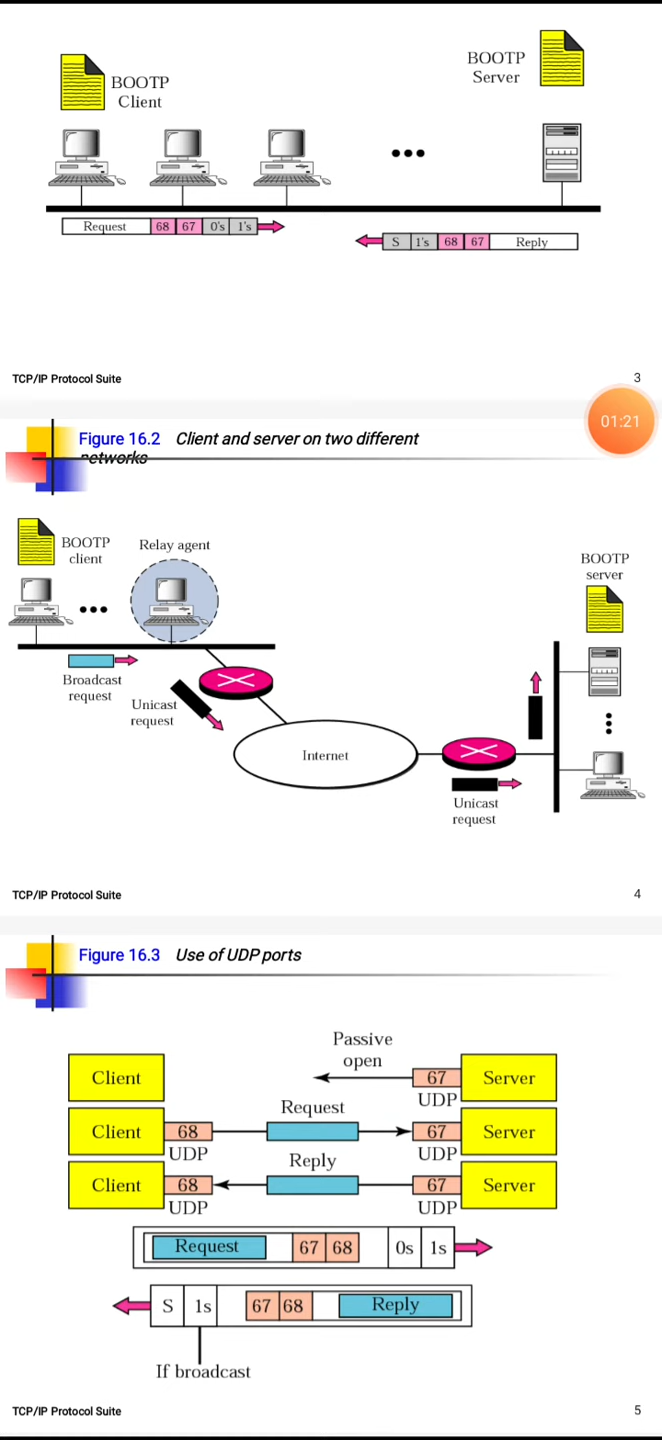 BOOTP
Client
BOOTP
Server
Request 68 67 0's 1's
S 1's 68 67 Reply
TCP/IP Protocol Suite 3
01:21
Figure 16.2 Client and server on two different
networks
BOOTP
client
Relay agent
BOOTP
server
Broadcast
request
Unicast
request
Internet
Unicast
request
TCP/IP Protocol Suite 4
Figure 16.3 Use of UDP ports
Passive
open
Client 67 Server
UDP
Request
Client 68 67 Server
UDP UDP
Reply
Client 68 67 Server
UDP UDP
Request 67 68 0s 1s
S 1s 67 68 Reply
If broadcast
TCP/IP Protocol Suite 5